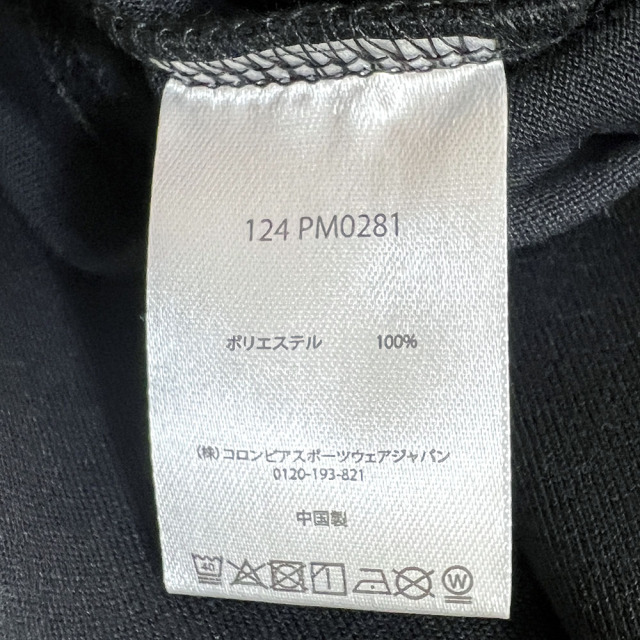 124 PM0281
ポリエステル 100%
(株)コロンビアスポーツウェアジャパン
0120-193-821
中国製
W